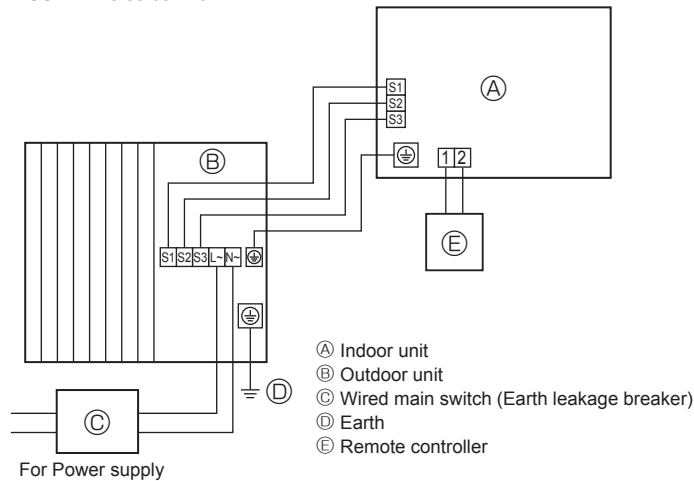 S1
S2
S3
Ⓐ
1 2
Ⓑ
Ⓔ
S1 S2 S3 L~ N~
Ⓓ
Ⓒ
For Power supply
Ⓐ Indoor unit
Ⓑ Outdoor unit
Ⓒ Wired main switch (Earth leakage breaker)
Ⓓ Earth
Ⓔ Remote controller